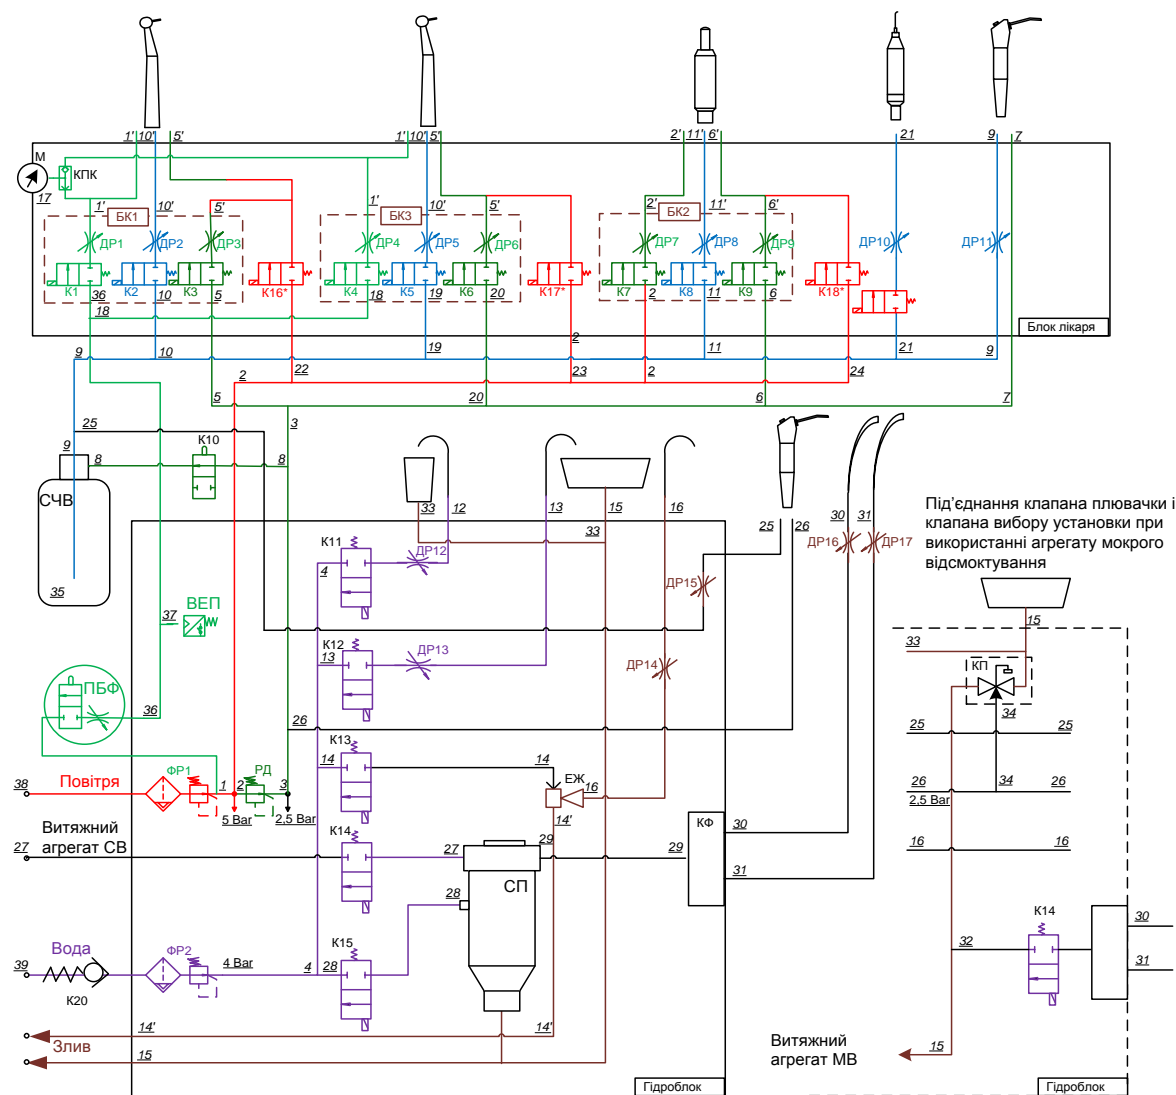 1' 10' 5' 1' 10' 5' 2' 11' 6' 21 9 7
М
КПК
17
1' БК1 10' 5' 1' БК3 10' 5' 2' БК2 11' 6'
ДР1 ДР2 ДР3 ДР4 ДР5 ДР6 ДР7 ДР8 ДР9 ДР10 ДР11
К1 К2 К3 К16* К4 К5 К6 К17* К7 К8 К9 К18*
36 10 5 18 19 20 2 11 6
18
Блок лікаря
2
9 10 19 11 21 9
2 22 23 2 24
5 20 6 7
25 3
К10
9 8 8
СЧВ
35
33 12 13 15 16 25 26 30 31
33
К11
ДР12
4
ДР16 ДР17
ДР15
Під’єднання клапана плювачки і
клапана вибору установки при
використанні агрегату мокрого
відсмоктування
37 ВЕП
К12
13 ДР13
ДР14
ПБФ
36
26
15
33
КП
34
25 25
26 34 26
2,5 Bar
16 16
К13
14 14
ЕЖ
16
14'
38 Повітря ФР1 1 2 РД 3
5 Bar 2,5 Bar
Витяжний
агрегат СВ
27
К14
27 29 29 КФ 30
31
СП
28
К15
Вода
39
К20
ФР2
4 Bar
4 28
К14
32
30
31
14' 14'
Злив
15
Витяжний
агрегат МВ
15
Гідроблок
Гідроблок